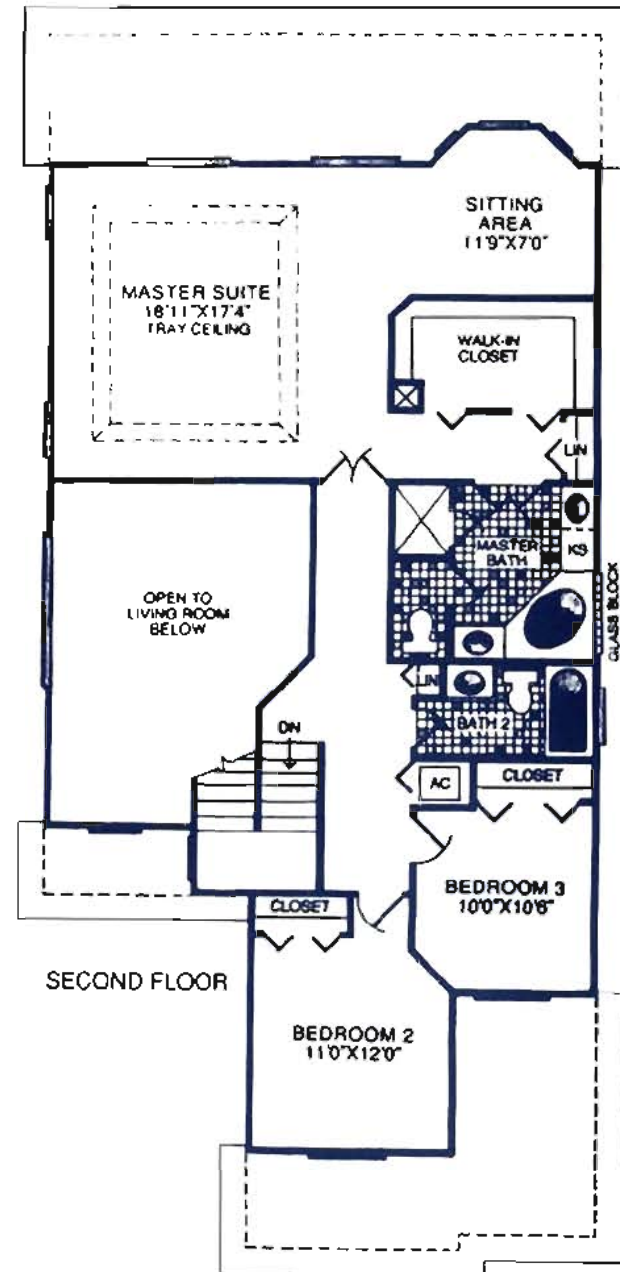 SITTING
AREA
11'9"X7'0"
MASTER SUITE
18'11"X17'4"
TRAY CEILING
WALK-IN
CLOSET
LIN
MASTER
BATH
KS
GLASS BLOCK
OPEN TO
LIVING ROOM
BELOW
LIN
BATH 2
DN
AC
CLOSET
BEDROOM 3
10'0"X10'6"
CLOSET
SECOND FLOOR
BEDROOM 2
11'0"X12'0"